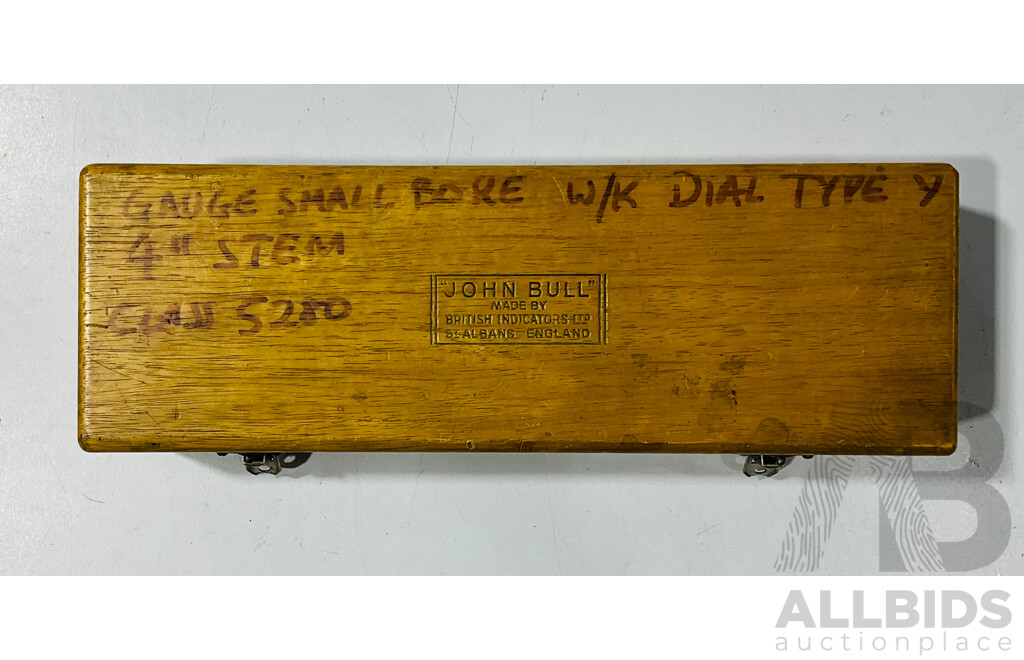 GAUGE SMALL BORE W/K DIAL TYPE Y
4" STEM
CLASS 5280
"JOHN BULL"
MADE BY
BRITISH INDICATORS LTD
ST ALBANS, ENGLAND
AB
ALLBIDS
auctionplace